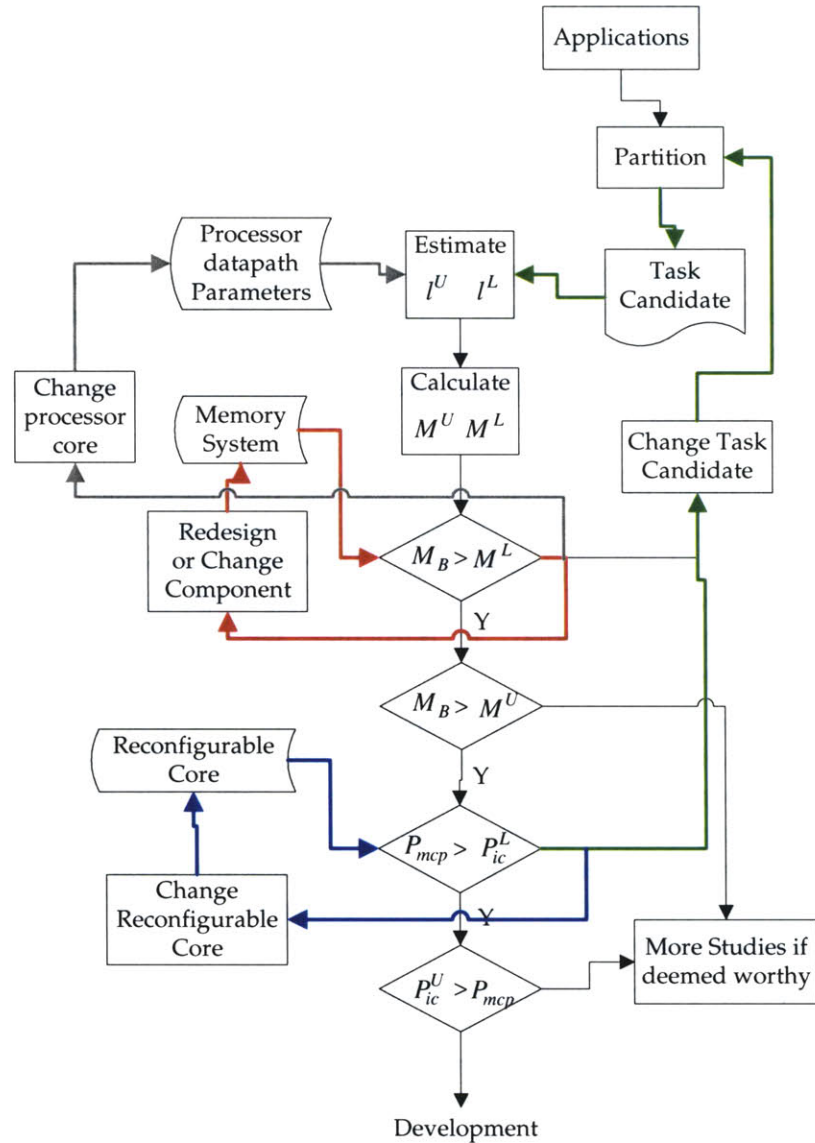 Applications
Partition
Processor
datapath
Parameters
Estimate
l^U l^L
Task
Candidate
Change
processor
core
Memory
System
Calculate
M^U M^L
Change Task
Candidate
Redesign
or Change
Component
M_B > M^L
Y
M_B > M^U
Reconfigurable
Core
Y
P_mcp > P_ic^L
Change
Reconfigurable
Core
Y
More Studies if
deemed worthy
P_ic^U > P_mcp
Development